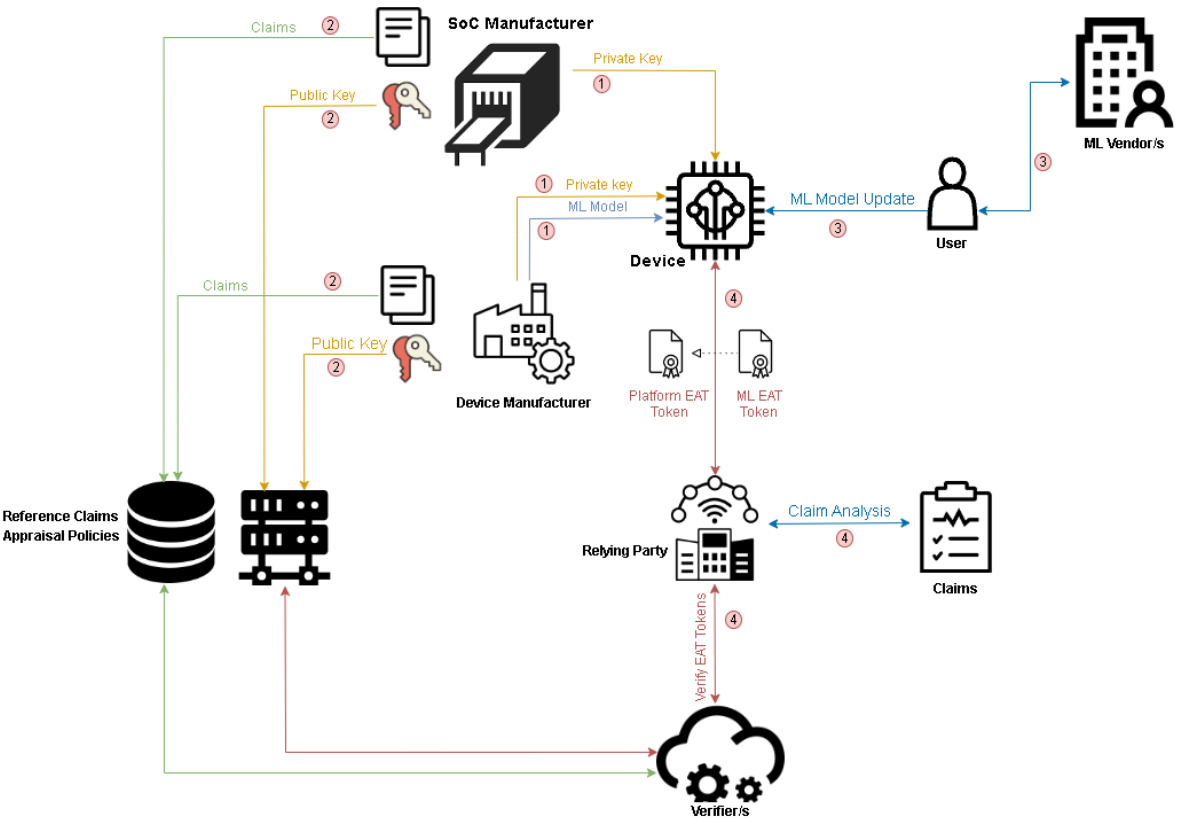 Claims
2
SoC Manufacturer
Private Key
1
Public Key
2
ML Vendor/s
3
1
Private key
ML Model
1
ML Model Update
3
User
Device
Claims
2
4
Public Key
2
Device Manufacturer
Platform EAT
Token
ML EAT
Token
Reference Claims
Appraisal Policies
Relying Party
Claim Analysis
4
Claims
Verify EAT Tokens
4
Verifier/s